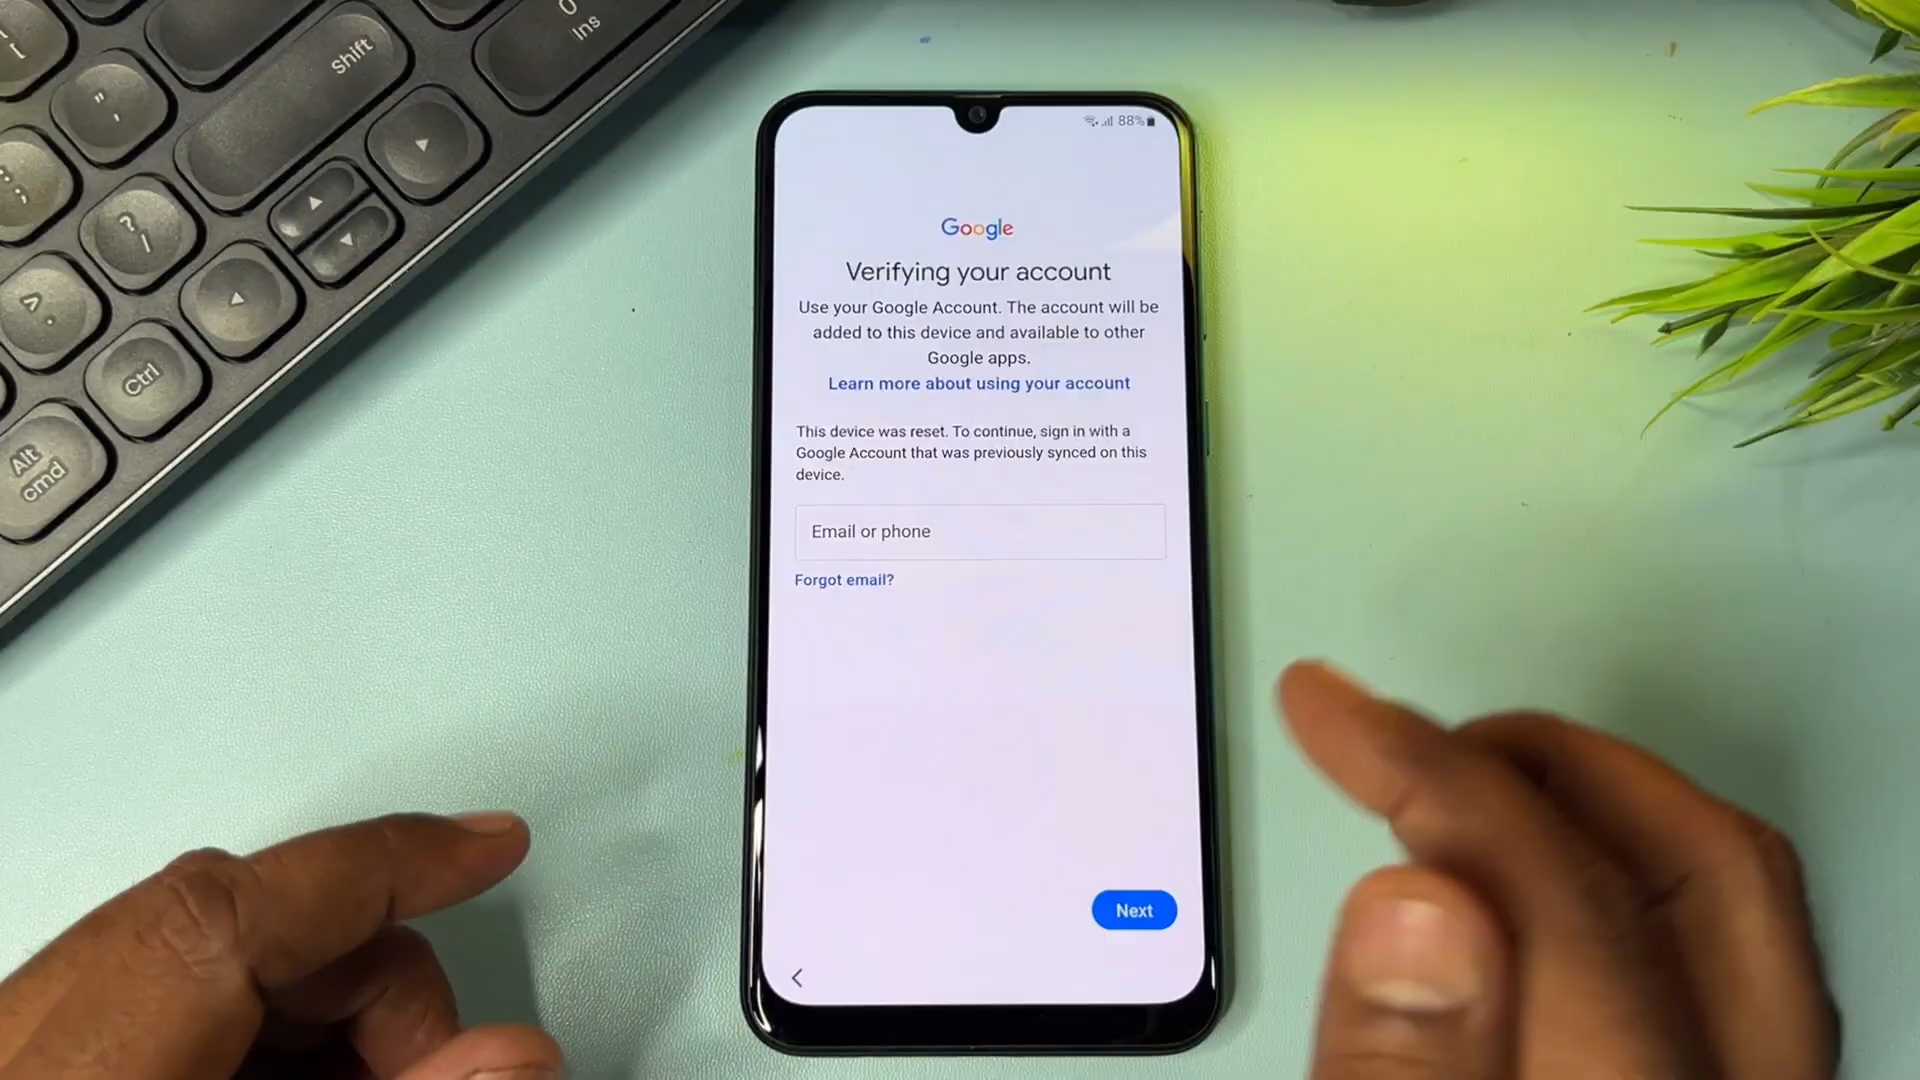 Shift
0
Ins
"
,
?
/
>
.
Ctrl
Alt
cmd
88%
Google
Verifying your account
Use your Google Account. The account will be
added to this device and available to other
Google apps.
Learn more about using your account
This device was reset. To continue, sign in with a
Google Account that was previously synced on this
device.
Email or phone
Forgot email?
Next